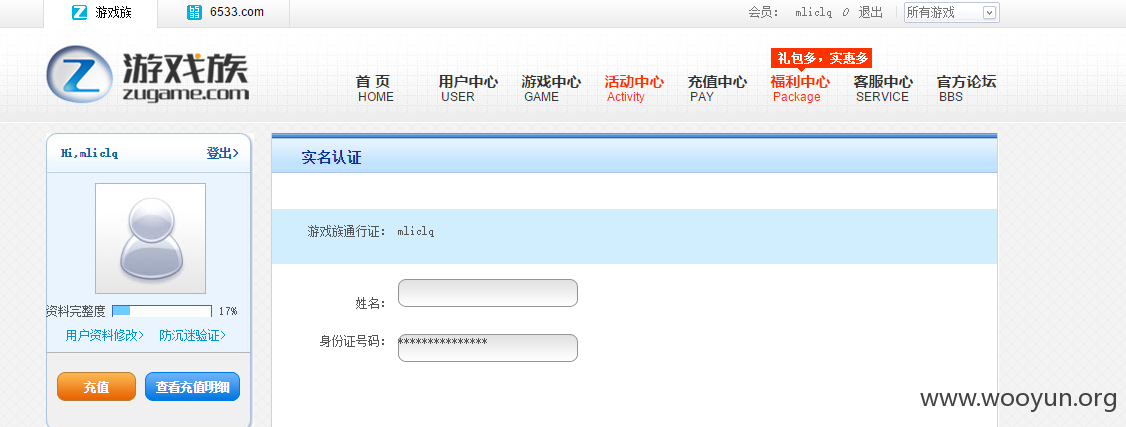 游戏族 6533.com 会员: mliclq 退出 所有游戏
礼包多，实惠多
游戏族
zugame.com
首 页 用户中心 游戏中心 活动中心 充值中心 福利中心 客服中心 官方论坛
HOME USER GAME Activity PAY Package SERVICE BBS
Hi,mliclq 登出>
实名认证
游戏族通行证: mliclq
姓名:
资料完整度 17%
用户资料修改> 防沉迷验证>
身份证号码: ***************
充值 查看充值明细
www.wooyun.org